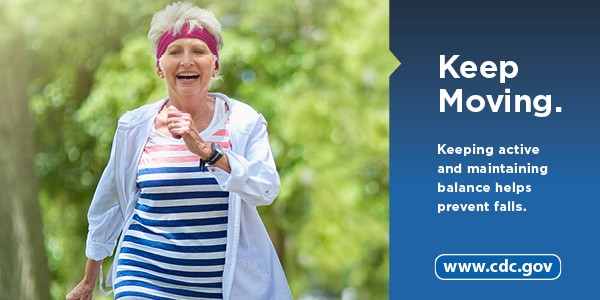 Keep
Moving.
Keeping active
and maintaining
balance helps
prevent falls.
www.cdc.gov